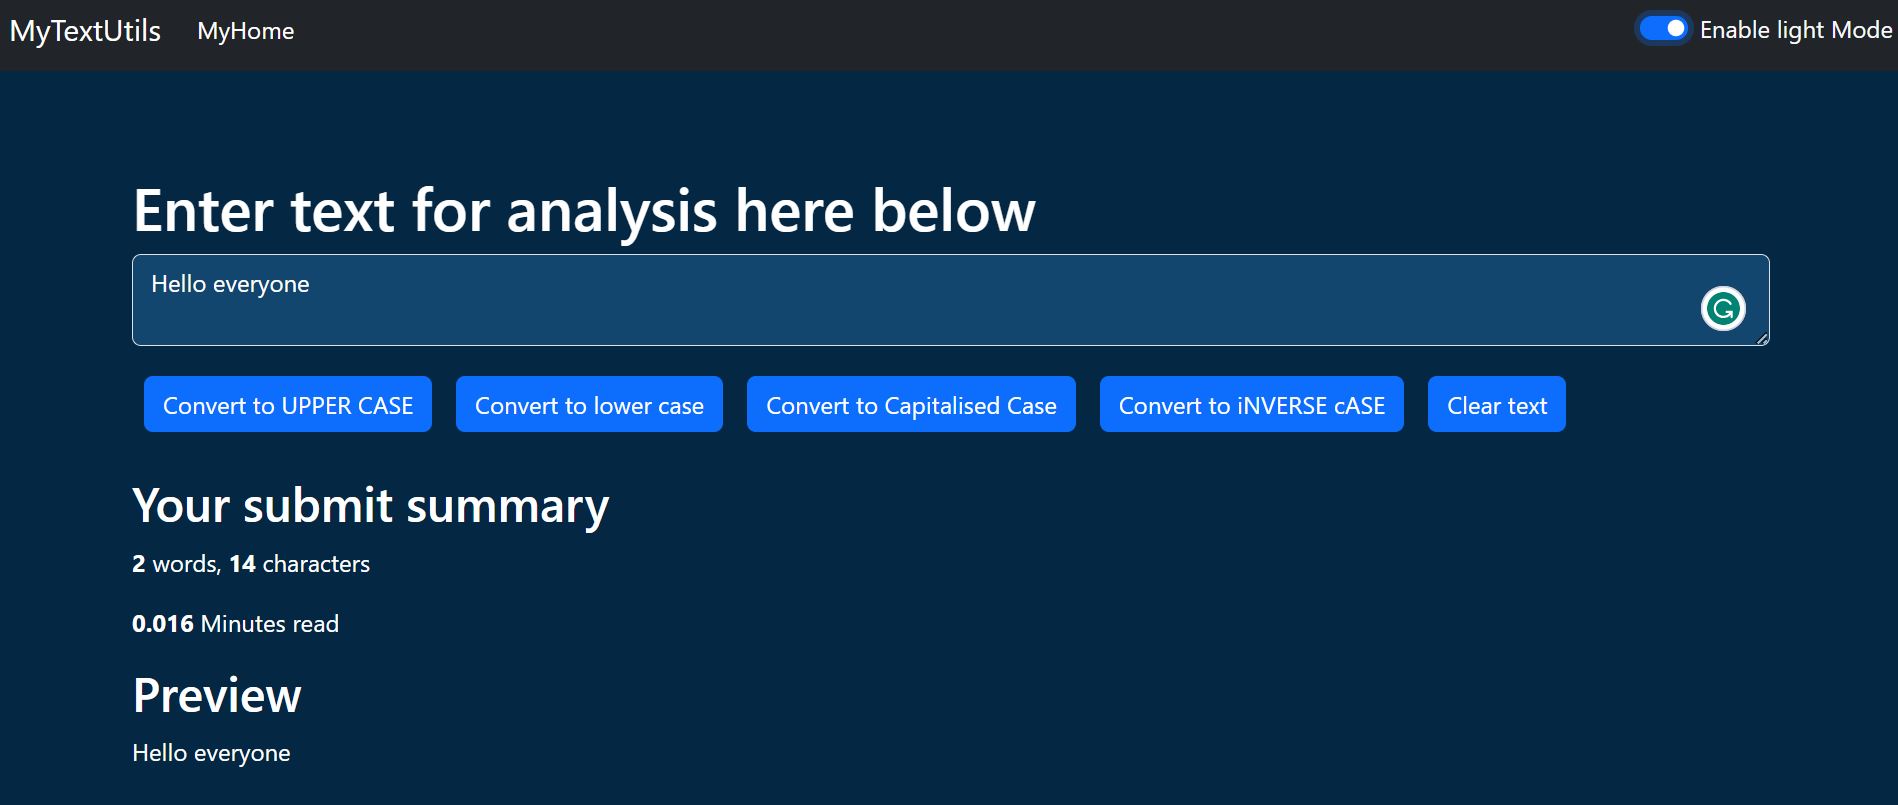 MyTextUtils MyHome Enable light Mode
Enter text for analysis here below
Hello everyone
Convert to UPPER CASE Convert to lower case Convert to Capitalised Case Convert to iNVERSE cASE Clear text
Your submit summary
2 words, 14 characters
0.016 Minutes read
Preview
Hello everyone